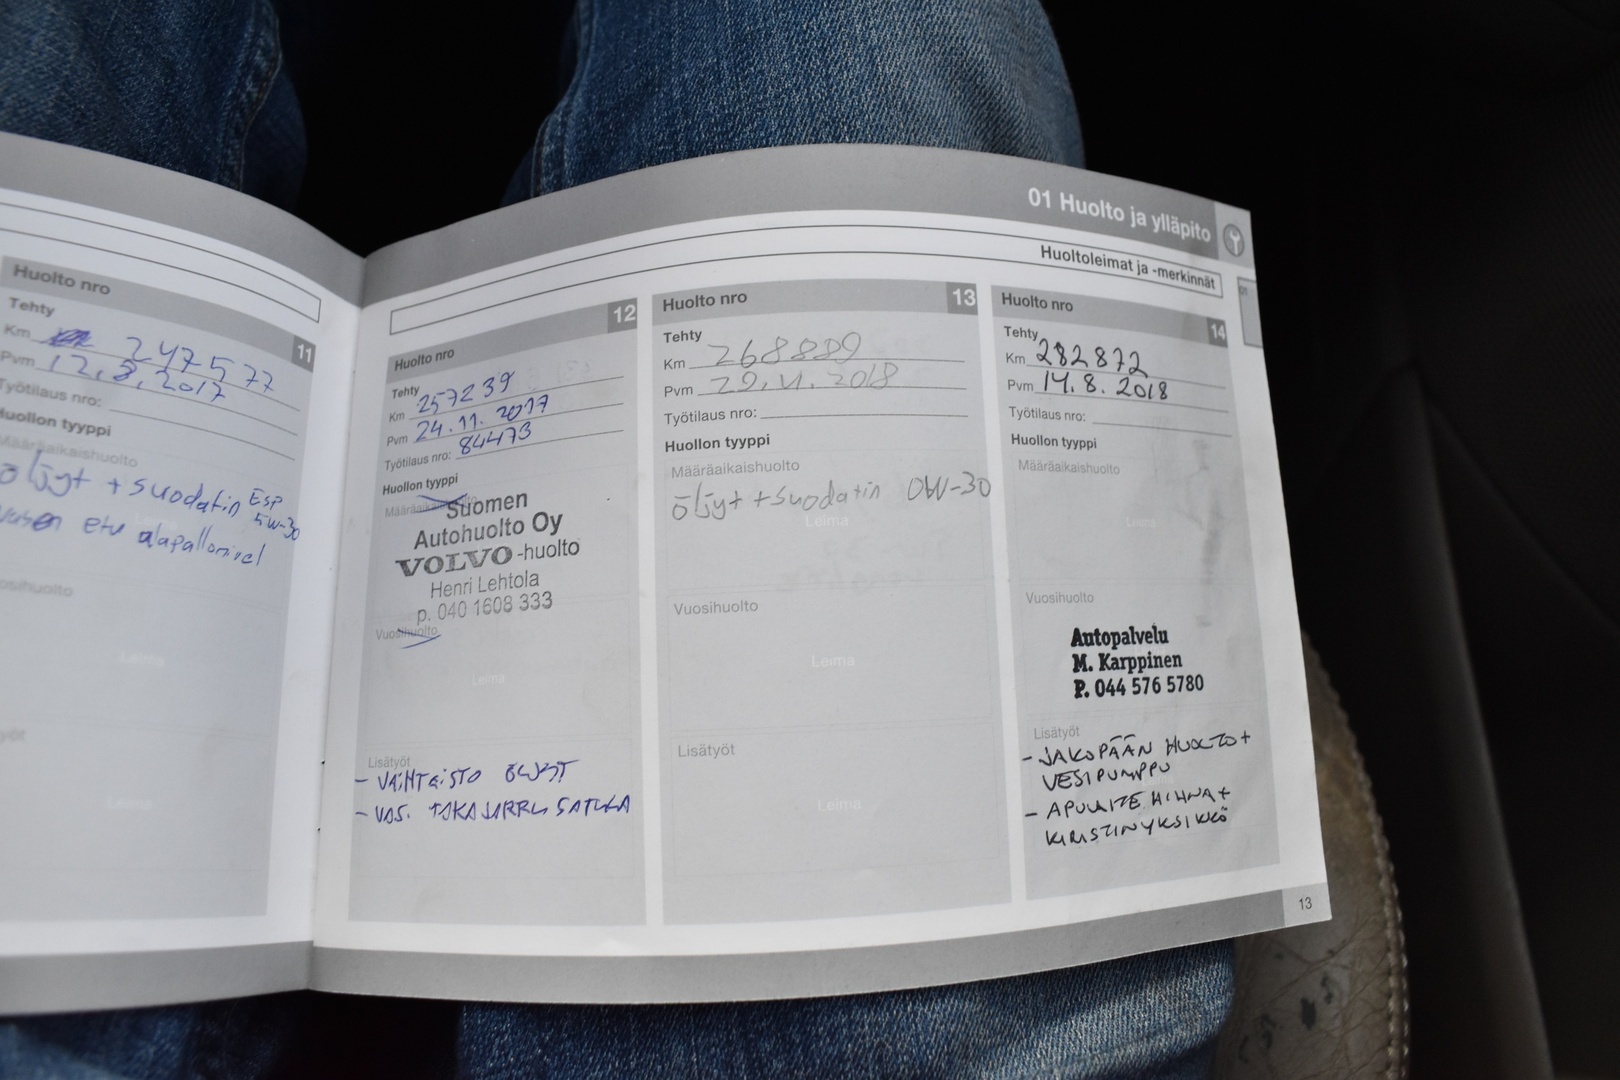 01 Huolto ja ylläpito
Huoltoleimat ja -merkinnät
Huolto nro 11
Tehty
Km 247577
Pvm 12.3.2017
Työtilaus nro:
Huollon tyyppi
Määräaikaishuolto
öljyt + suodatin ESP
5W-30
etu alapallonivel
Vuosihuolto
Leima
Leima
Huolto nro 12
Tehty
Km 257239
Pvm 24.11.2017
Työtilaus nro: 84473
Huollon tyyppi
Määräaikaishuolto
Suomen
Autohuolto Oy
VOLVO -huolto
Henri Lehtola
p. 040 1608 333
Vuosihuolto
Leima
Lisätyöt
- VAIHTEISTO ÖLJYT
- VAS. TAKAJARRU SATULA
Huolto nro 13
Tehty
Km 268889
Pvm 2018
Työtilaus nro:
Huollon tyyppi
Määräaikaishuolto
öljyt + suodatin 0W-30
Leima
Vuosihuolto
Leima
Lisätyöt
Leima
Huolto nro 14
Tehty
Km 282872
Pvm 14.8.2018
Työtilaus nro:
Huollon tyyppi
Määräaikaishuolto
Leima
Vuosihuolto
Autopalvelu
M. Karppinen
P. 044 576 5780
Lisätyöt
- JAKOPÄÄN HUOLTO +
VESIPUMPPU
- APULAITE HIHNA +
KIRISTINYKSIKKÖ
13